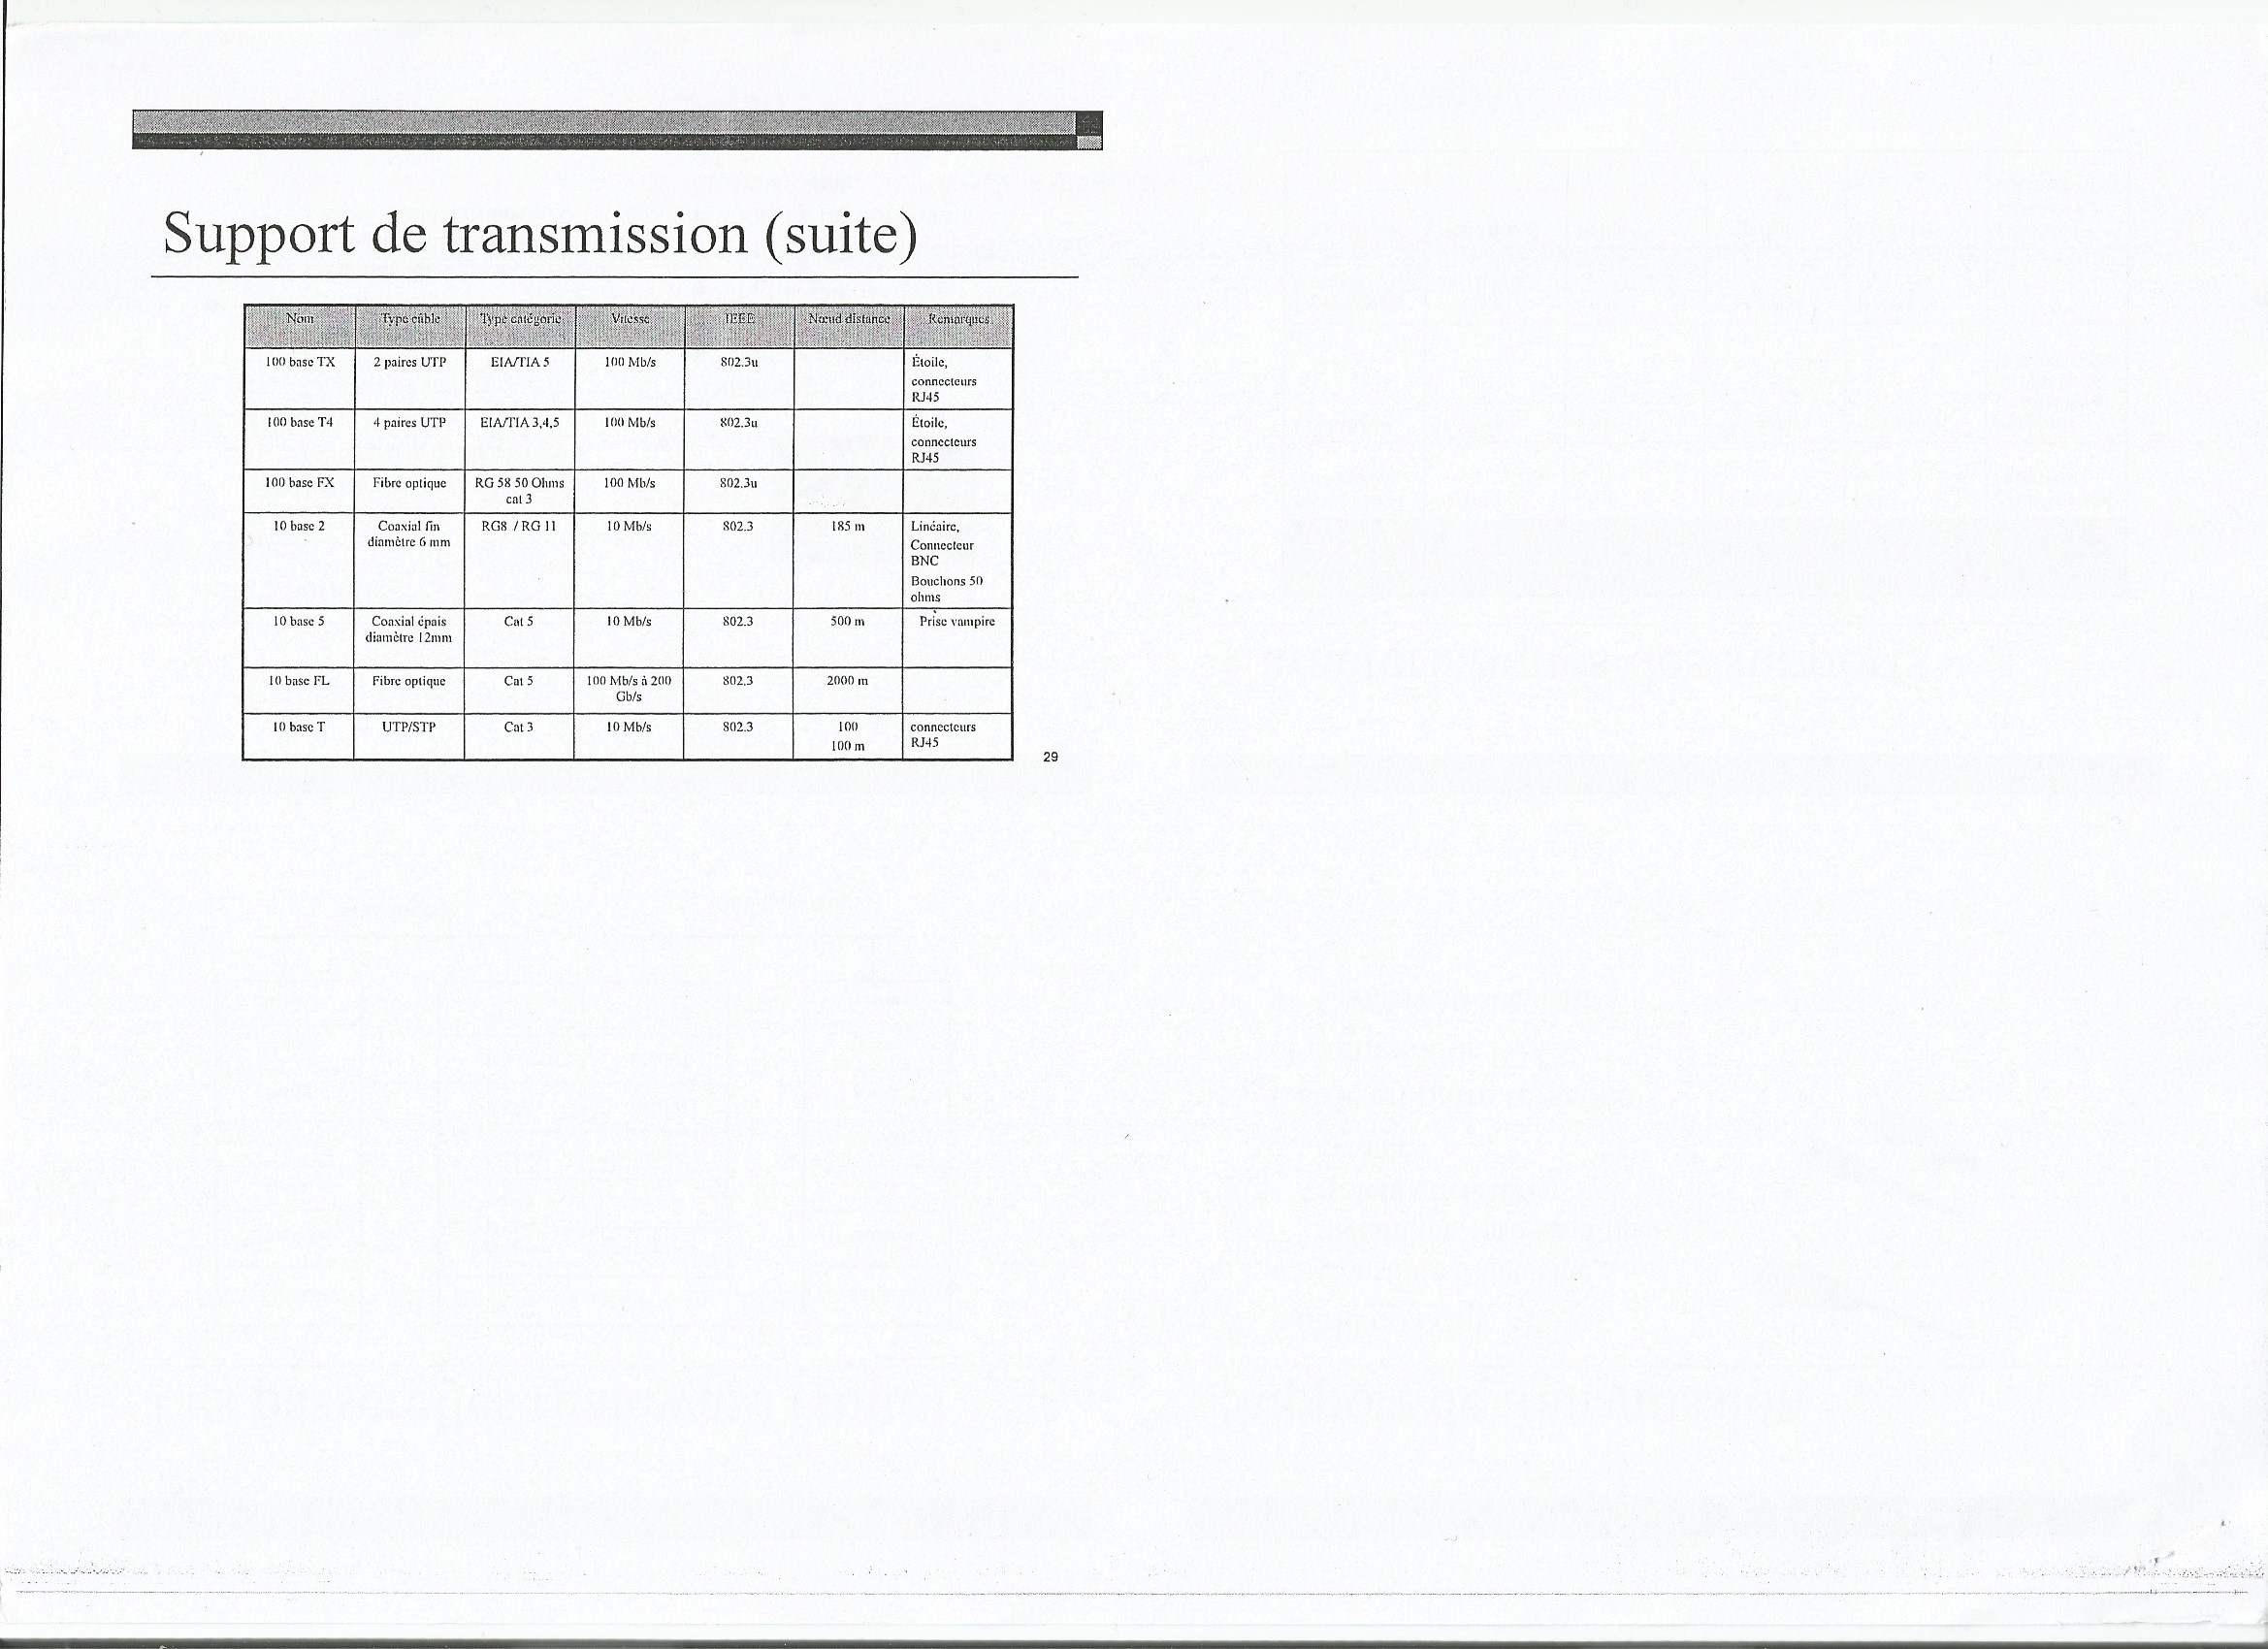 Support de transmission (suite)
Nom Type câble Type catégorie Vitesse IEEE Nœud distance Remarques
100 base TX 2 paires UTP EIA/TIA 5 100 Mb/s 802.3u Étoile,
connecteurs
RJ45
100 base T4 4 paires UTP EIA/TIA 3,4,5 100 Mb/s 802.3u Étoile,
connecteurs
RJ45
100 base FX Fibre optique RG 58 50 Ohms 100 Mb/s 802.3u
cat 3
10 base 2 Coaxial fin RG8 / RG 11 10 Mb/s 802.3 185 m Linéaire,
diamètre 6 mm Connecteur
BNC
Bouchons 50
ohms
10 base 5 Coaxial épais Cat 5 10 Mb/s 802.3 500 m Prise vampire
diamètre 12mm
10 base FL Fibre optique Cat 5 100 Mb/s à 200 802.3 2000 m
Gb/s
10 base T UTP/STP Cat 3 10 Mb/s 802.3 100 connecteurs
100 m RJ45
29